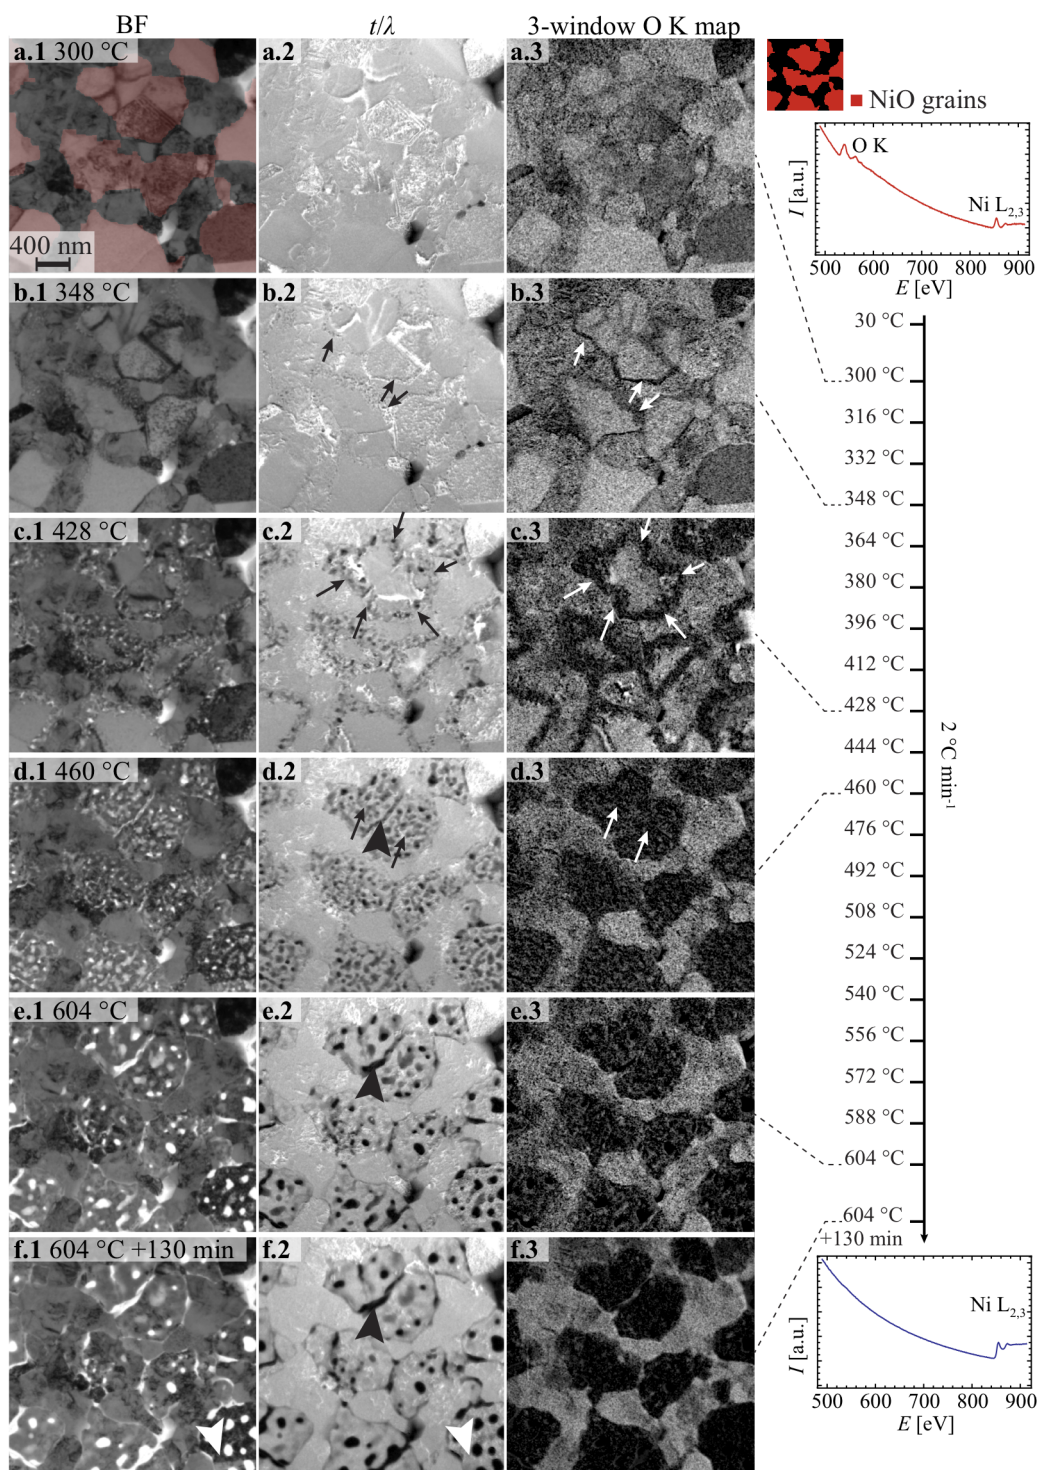 BF
t/λ
3-window O K map
a.1 300 °C
a.2
a.3
400 nm
NiO grains
O K
Ni L2,3
I [a.u.]
500 600 700 800 900
E [eV]
b.1 348 °C
b.2
b.3
c.1 428 °C
c.2
c.3
d.1 460 °C
d.2
d.3
e.1 604 °C
e.2
e.3
f.1 604 °C +130 min
f.2
f.3
30 °C
300 °C
316 °C
332 °C
348 °C
364 °C
380 °C
396 °C
412 °C
428 °C
444 °C
460 °C
476 °C
492 °C
508 °C
524 °C
540 °C
556 °C
572 °C
588 °C
604 °C
604 °C
+130 min
2 °C min-1
Ni L2,3
I [a.u.]
500 600 700 800 900
E [eV]